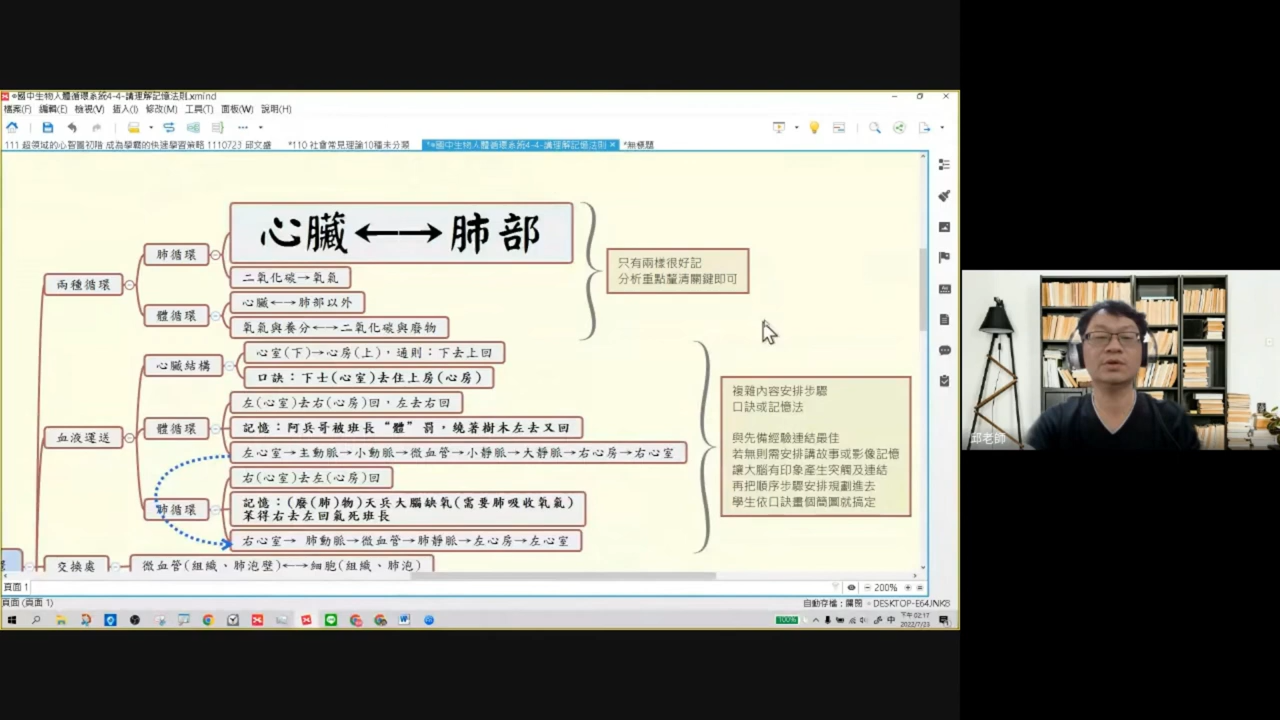 *國中生物人體循環系統4-4-講理解記憶法則.xmind
檔案(F) 編輯(E) 檢視(V) 插入(I) 修改(M) 工具(T) 面板(W) 說明(H)
111 超領域的心智圖初階 成為學霸的快速學習策略 1110723 邱文盛
*110 社會常見理論10種未分類
*國中生物人體循環系統4-4-講理解記憶法則
*無標題
兩種循環
肺循環
心臟←→肺部
二氧化碳→氧氣
體循環
心臟←→肺部以外
氧氣與養分←→二氧化碳與廢物
只有兩樣很好記
分析重點釐清關鍵即可
血液運送
心臟結構
心室(下)→心房(上)，通則：下去上回
口訣：下士(心室)去住上房(心房)
體循環
左(心室)去右(心房)回，左去右回
記憶：阿兵哥被班長“體”罰，繞著樹木左去又回
左心室→主動脈→小動脈→微血管→小靜脈→大靜脈→右心房→右心室
肺循環
右(心室)去左(心房)回
記憶：(廢(肺)物)天兵大腦缺氧(需要肺吸收氧氣)
笨得右去左回氣死班長
右心室→ 肺動脈→微血管→肺靜脈→左心房→左心室
複雜內容安排步驟
口訣或記憶法
與先備經驗連結最佳
若無則需安排講故事或影像記憶
讓大腦有印象產生突觸及連結
再把順序步驟安排規劃進去
學生依口訣畫個簡圖就搞定
交換處
微血管(組織、肺泡壁)←→細胞(組織、肺泡)
頁面 1
200%
頁面 (頁面 1)
自動存檔：關閉
DESKTOP-E64JNK8
100%
中
下午 02:17
2022/7/23
邱老師